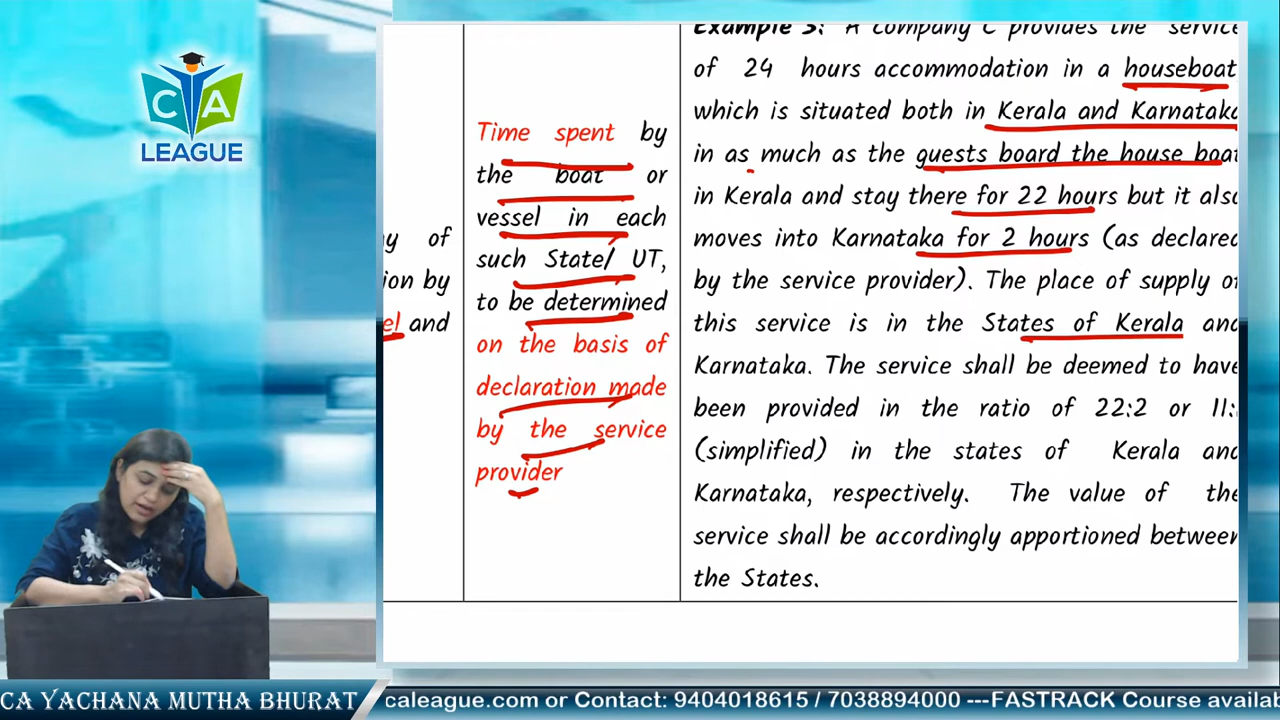 C A
LEAGUE
of
ion by
el and
Time spent by
the boat or
vessel in each
such State/ UT,
to be determined
on the basis of
declaration made
by the service
provider
Example 3: A company C provides the service
of 24 hours accommodation in a houseboat
which is situated both in Kerala and Karnataka
in as much as the guests board the house boat
in Kerala and stay there for 22 hours but it also
moves into Karnataka for 2 hours (as declared
by the service provider). The place of supply of
this service is in the States of Kerala and
Karnataka. The service shall be deemed to have
been provided in the ratio of 22:2 or 11:
(simplified) in the states of Kerala and
Karnataka, respectively. The value of the
service shall be accordingly apportioned between
the States.
CA YACHANA MUTHA BHURAT
caleague.com or Contact: 9404018615 / 7038894000 ---FASTRACK Course availab